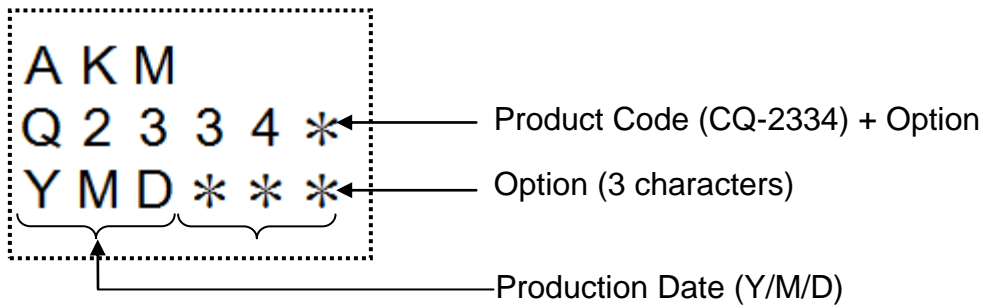 A K M
Q 2 3 3 4 *
Product Code (CQ-2334) + Option
Y M D * * *
Option (3 characters)
Production Date (Y/M/D)